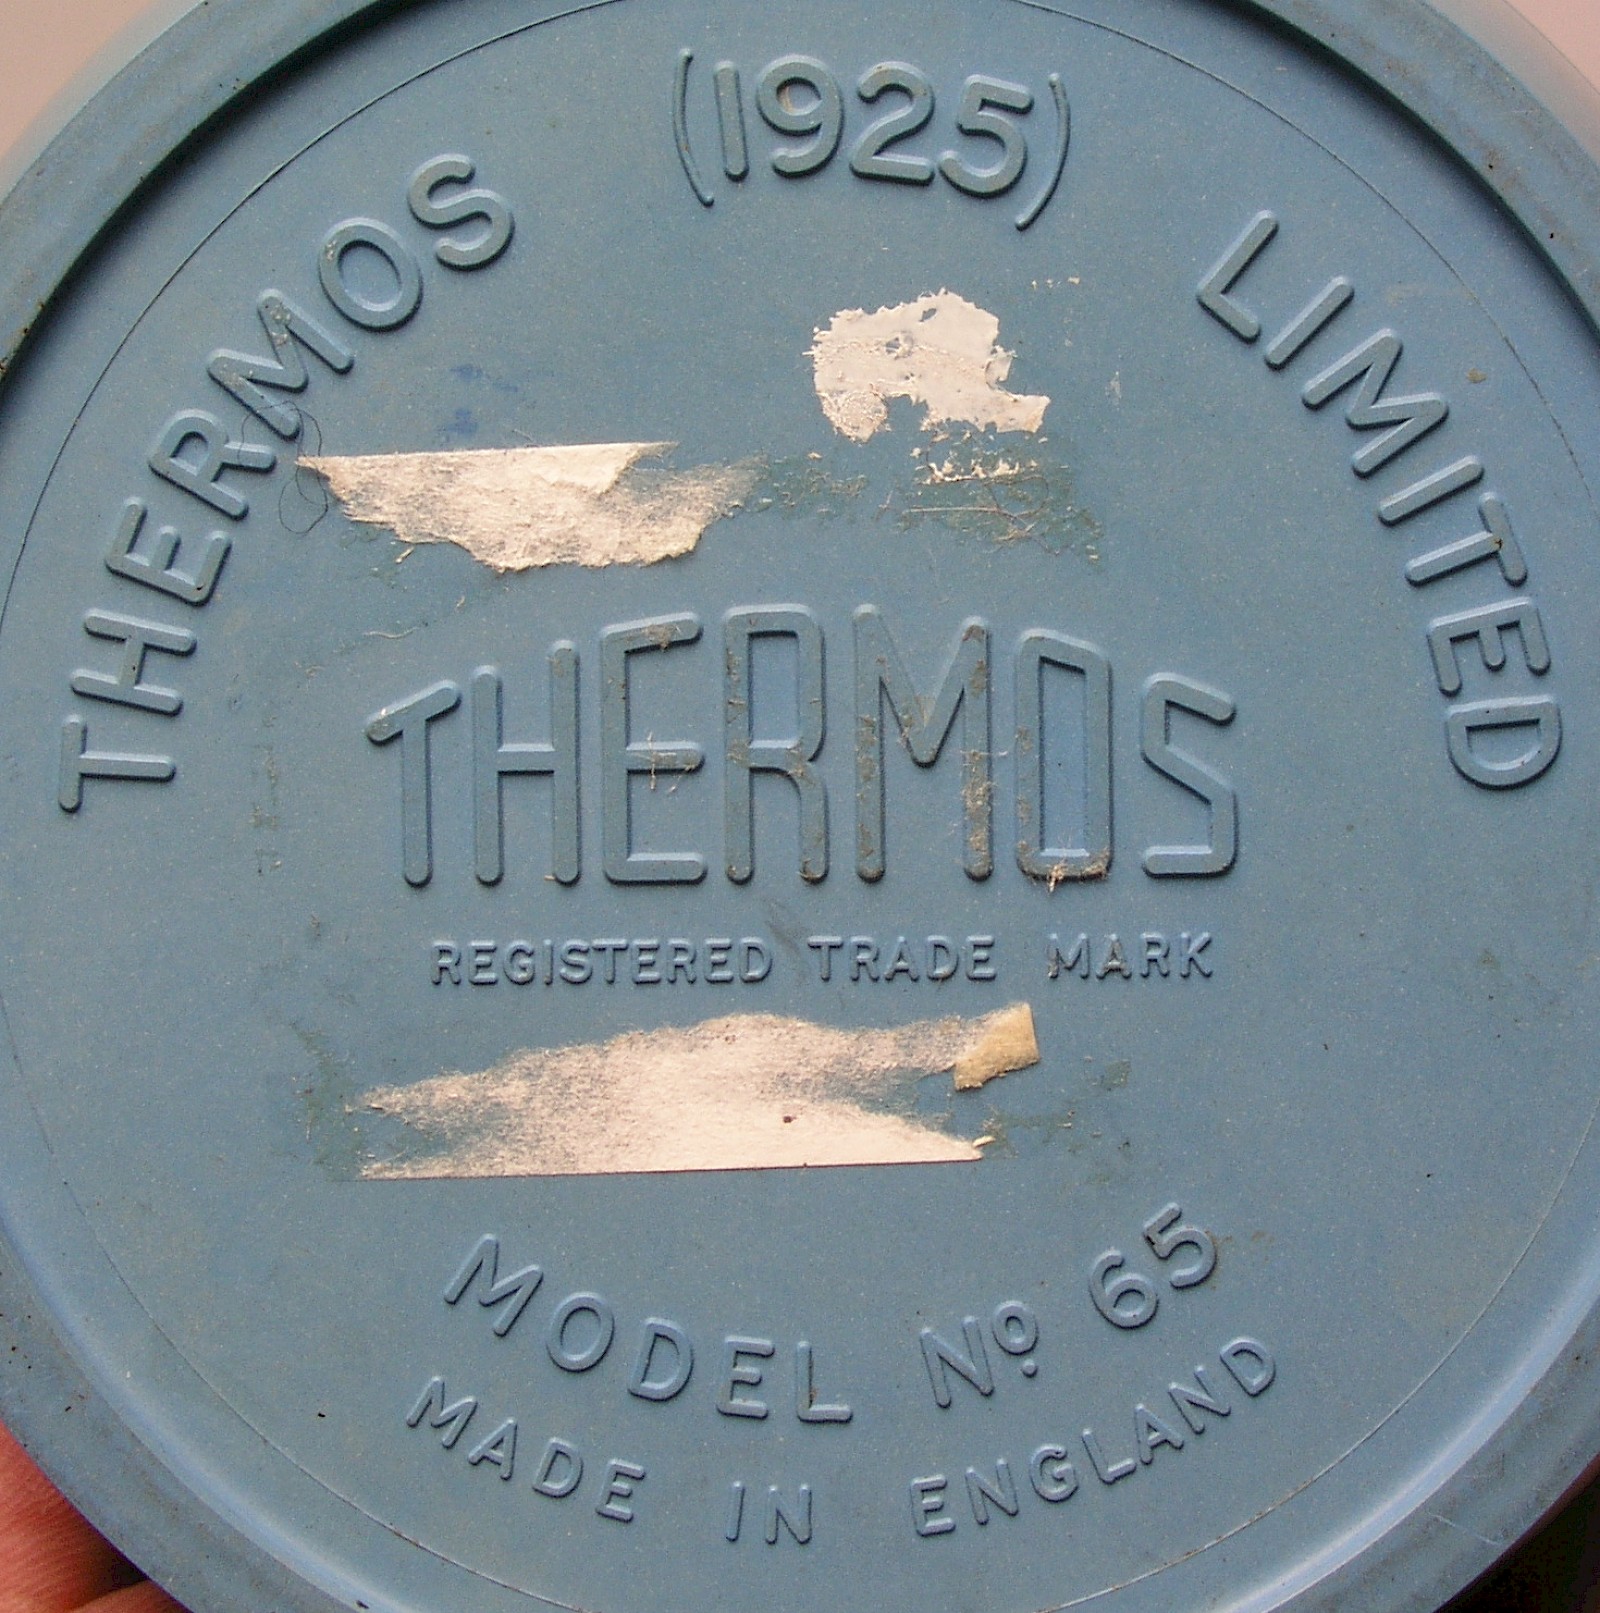 THERMOS (1925) LIMITED
THERMOS
REGISTERED TRADE MARK
MODEL Nº 65
MADE IN ENGLAND